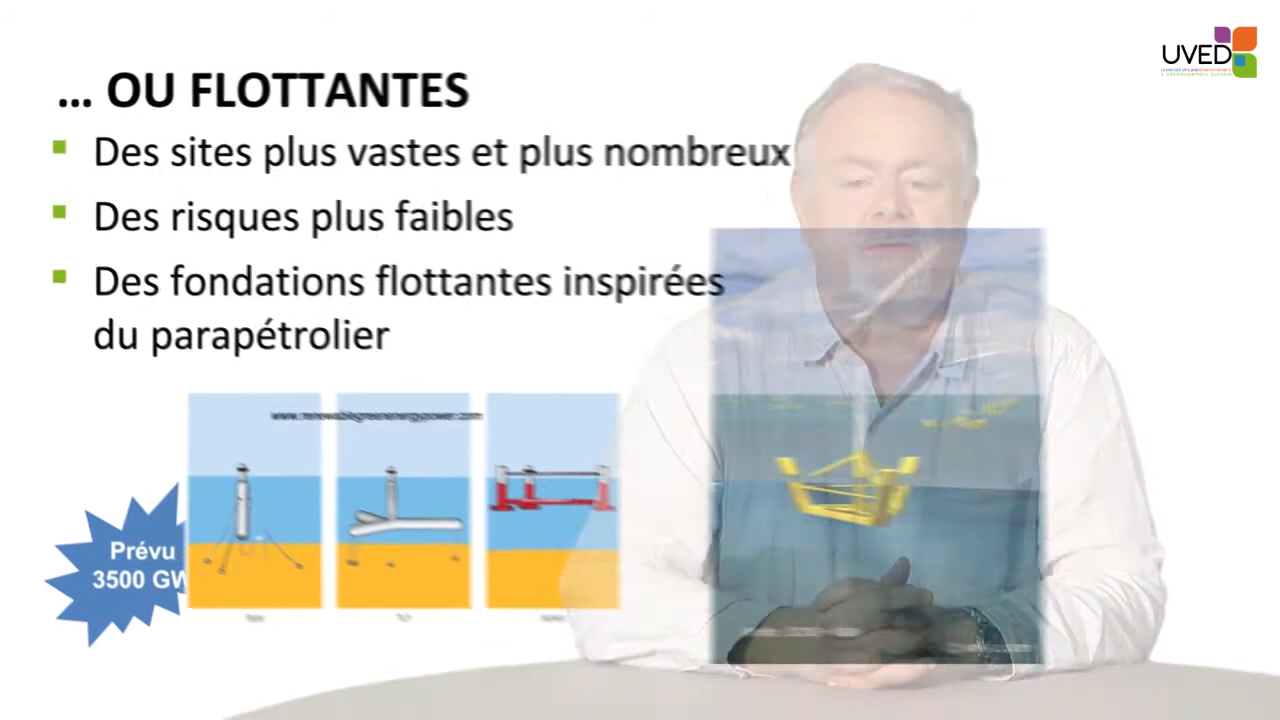 UVED
... OU FLOTTANTES
Des sites plus vastes et plus nombreux
Des risques plus faibles
Des fondations flottantes inspirées
du parapétrolier
www.renewablegreenenergypower.com
Prévu
3500 GW